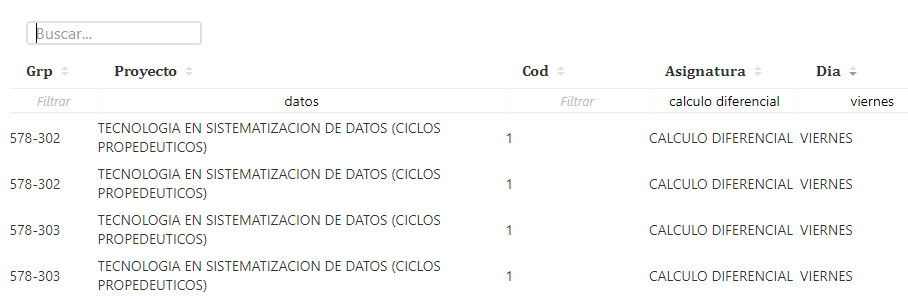 Buscar...
Grp Proyecto Cod Asignatura Dia
Filtrar datos Filtrar calculo diferencial viernes
578-302 TECNOLOGIA EN SISTEMATIZACION DE DATOS (CICLOS PROPEDEUTICOS) 1 CALCULO DIFERENCIAL VIERNES
578-302 TECNOLOGIA EN SISTEMATIZACION DE DATOS (CICLOS PROPEDEUTICOS) 1 CALCULO DIFERENCIAL VIERNES
578-303 TECNOLOGIA EN SISTEMATIZACION DE DATOS (CICLOS PROPEDEUTICOS) 1 CALCULO DIFERENCIAL VIERNES
578-303 TECNOLOGIA EN SISTEMATIZACION DE DATOS (CICLOS PROPEDEUTICOS) 1 CALCULO DIFERENCIAL VIERNES